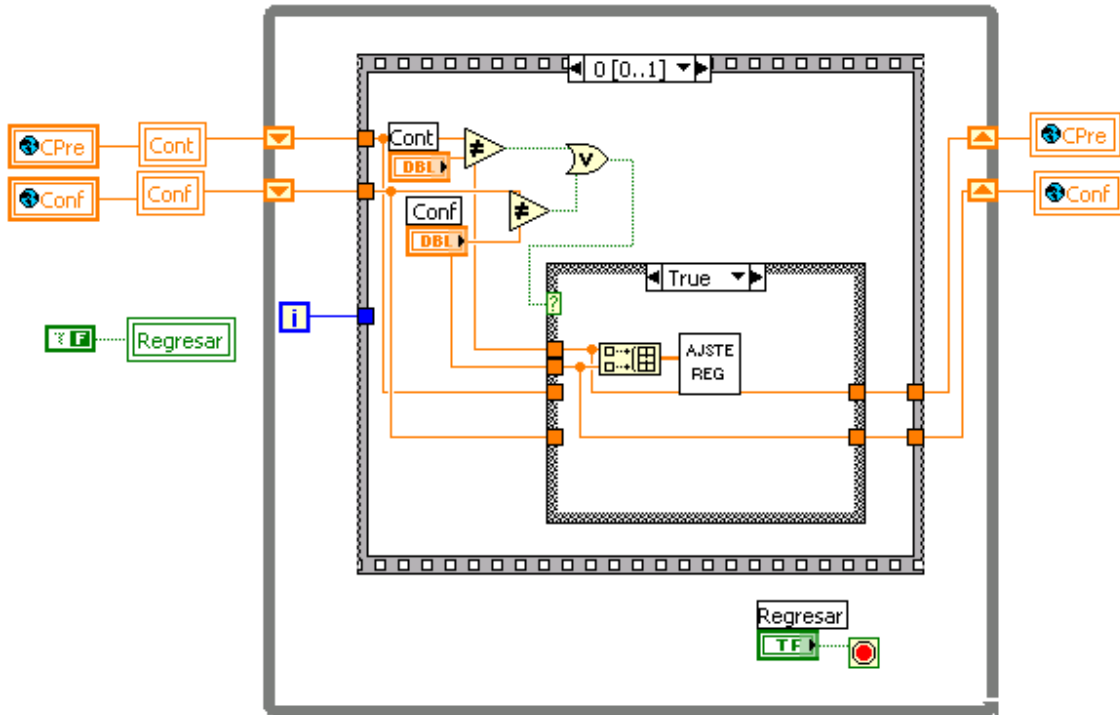 0 [0..1]
CPre
Cont
Conf
Conf
Cont
DBL
Conf
DBL
≠
≠
V
CPre
Conf
i
F
Regresar
True
?
AJSTE
REG
Regresar
TF